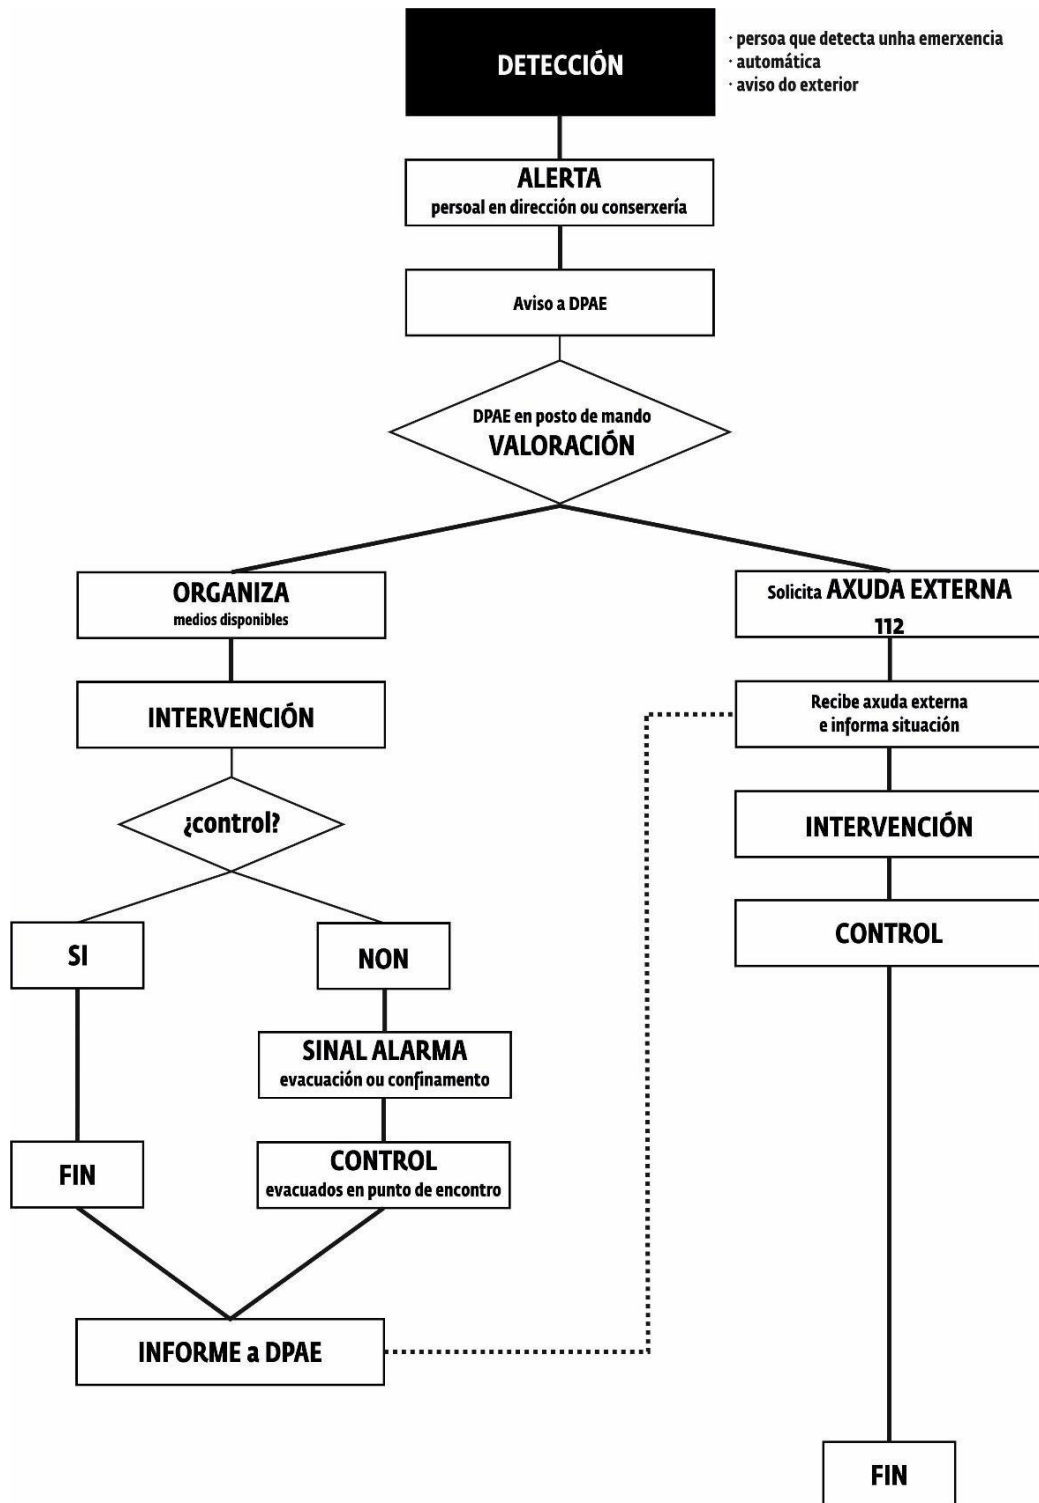 DETECCIÓN
· persoa que detecta unha emerxencia
· automática
· aviso do exterior
ALERTA
persoal en dirección ou conserxería
Aviso a DPAE
DPAE en posto de mando
VALORACIÓN
ORGANIZA
medios disponibles
Solicita AXUDA EXTERNA
112
INTERVENCIÓN
Recibe axuda externa
e informa situación
¿control?
INTERVENCIÓN
SI
NON
CONTROL
SINAL ALARMA
evacuación ou confinamento
FIN
CONTROL
evacuados en punto de encontro
INFORME a DPAE
FIN